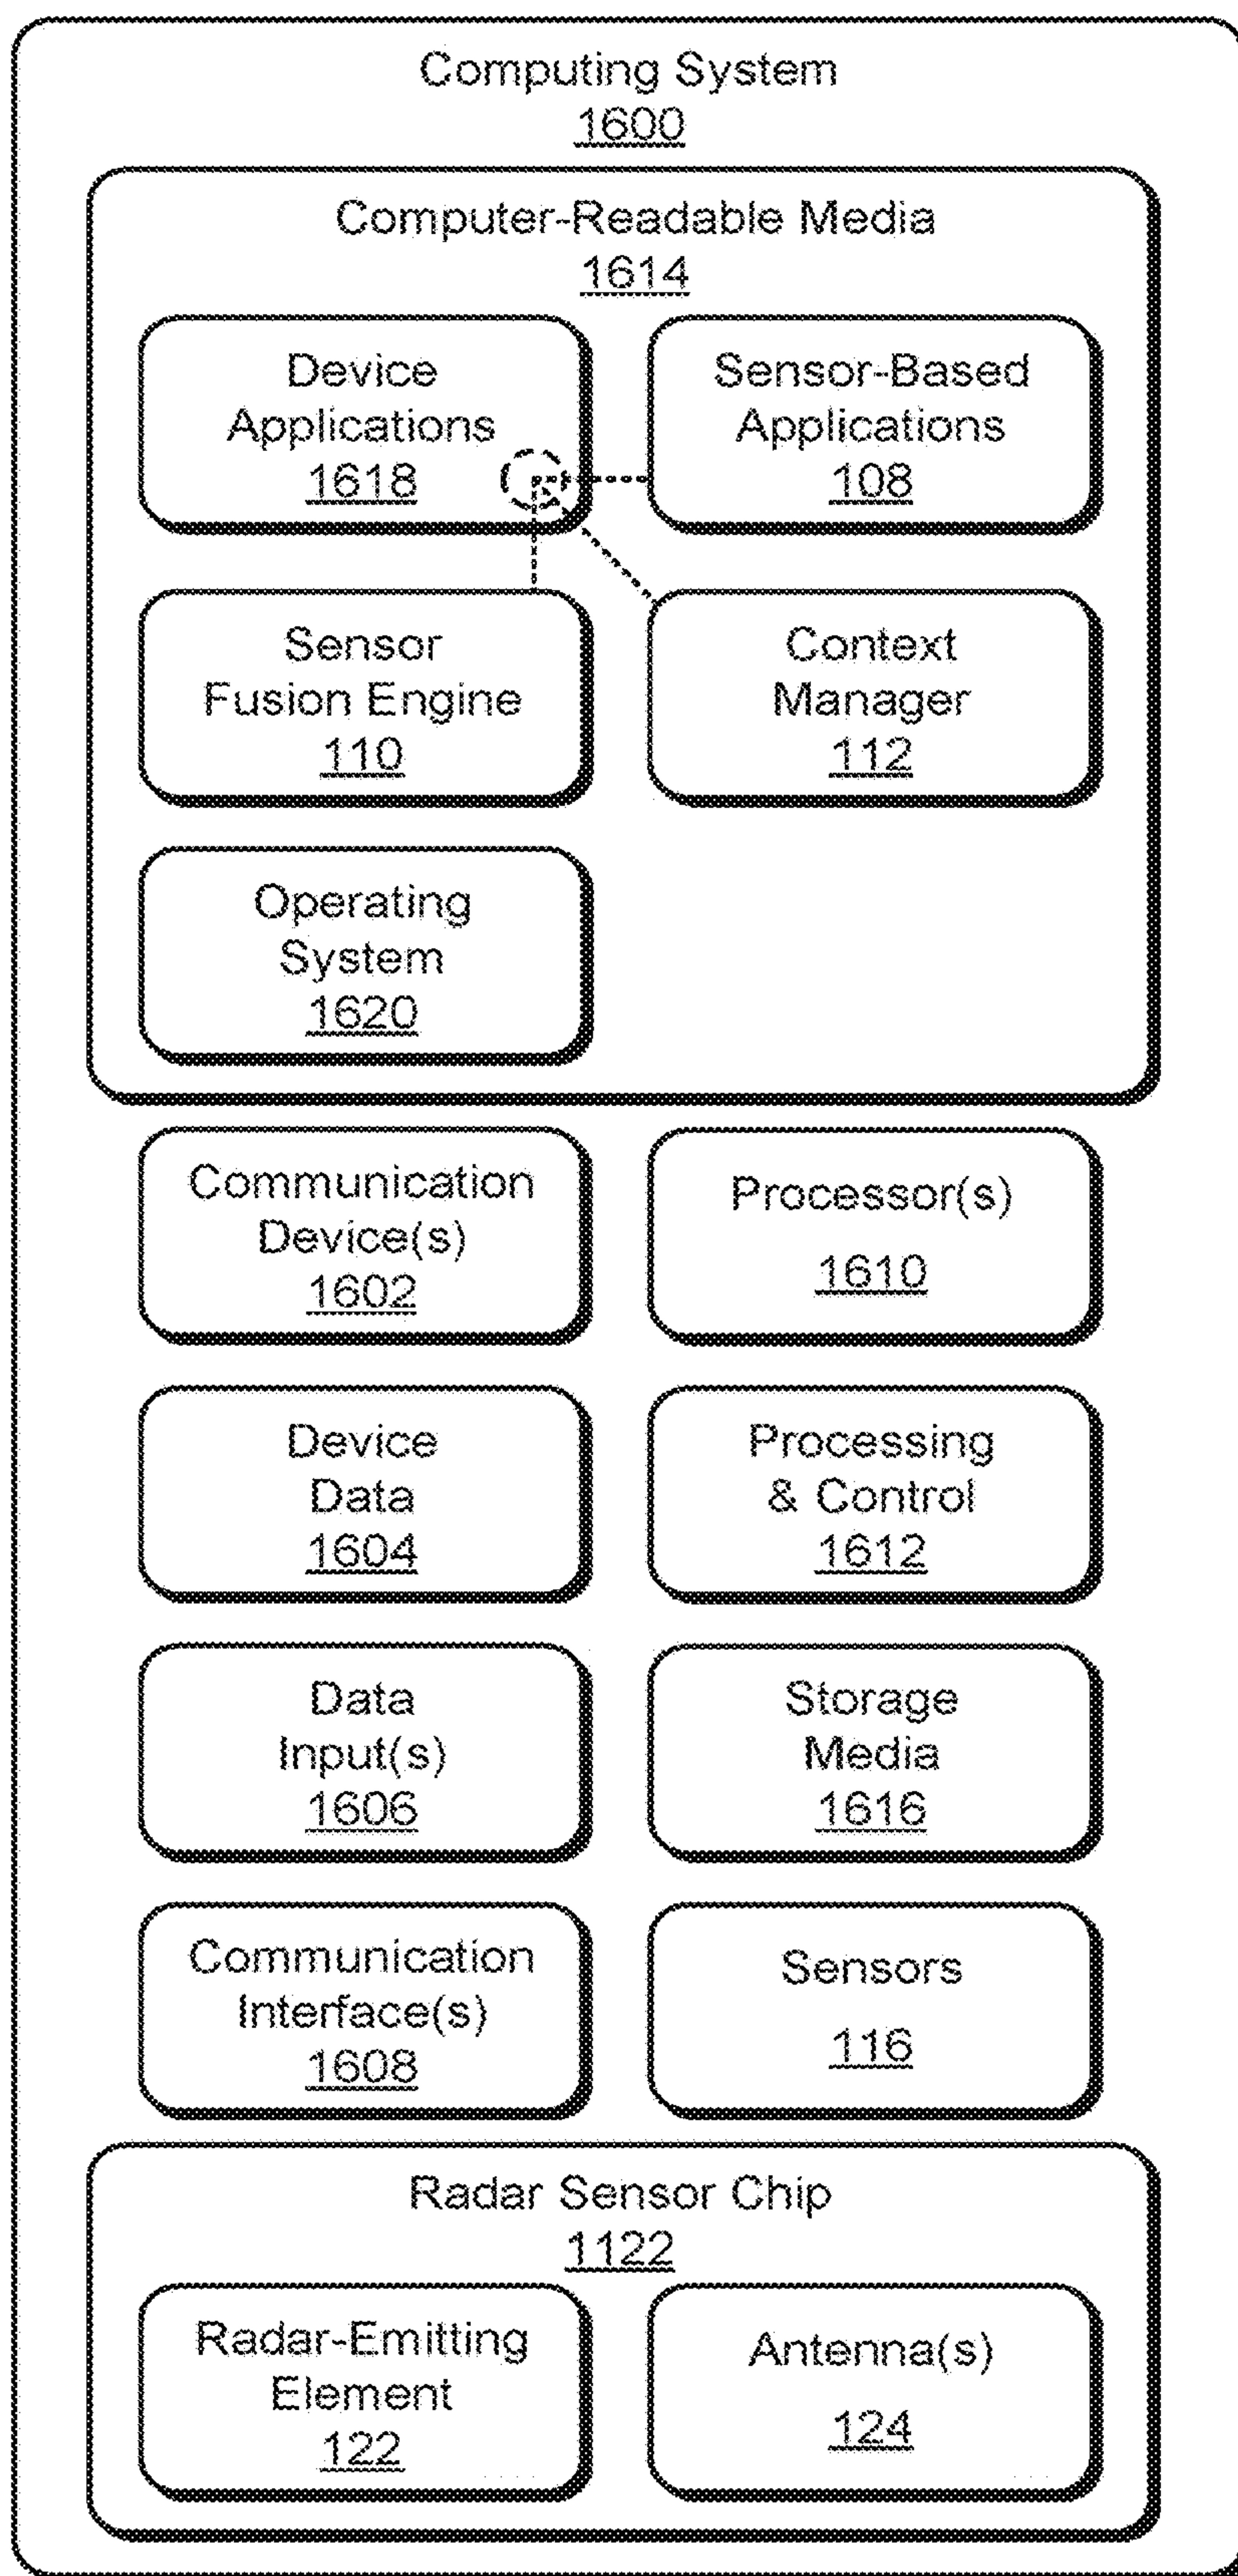 Computing System
1600
Computer-Readable Media
1614
Device
Applications
1618
Sensor-Based
Applications
108
Sensor
Fusion Engine
110
Context
Manager
112
Operating
System
1620
Communication
Device(s)
1602
Processor(s)
1610
Device
Data
1604
Processing
& Control
1612
Data
Input(s)
1606
Storage
Media
1616
Communication
Interface(s)
1608
Sensors
116
Radar Sensor Chip
1122
Radar-Emitting
Element
122
Antenna(s)
124